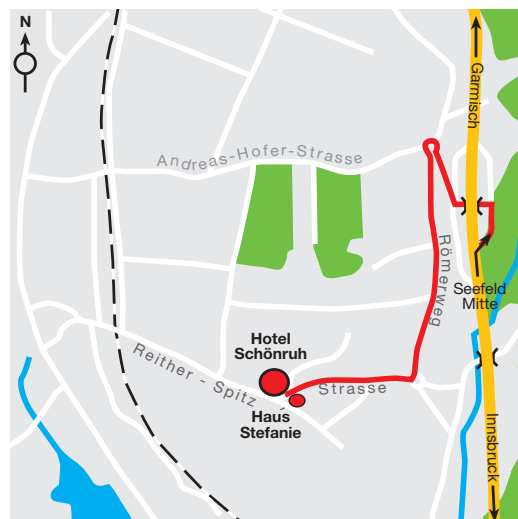 N
Garmisch
Andreas-Hofer-Strasse
Römerweg
Seefeld
Mitte
Hotel
Schönruh
Reither - Spitz - Strasse
Haus
Stefanie
Innsbruck